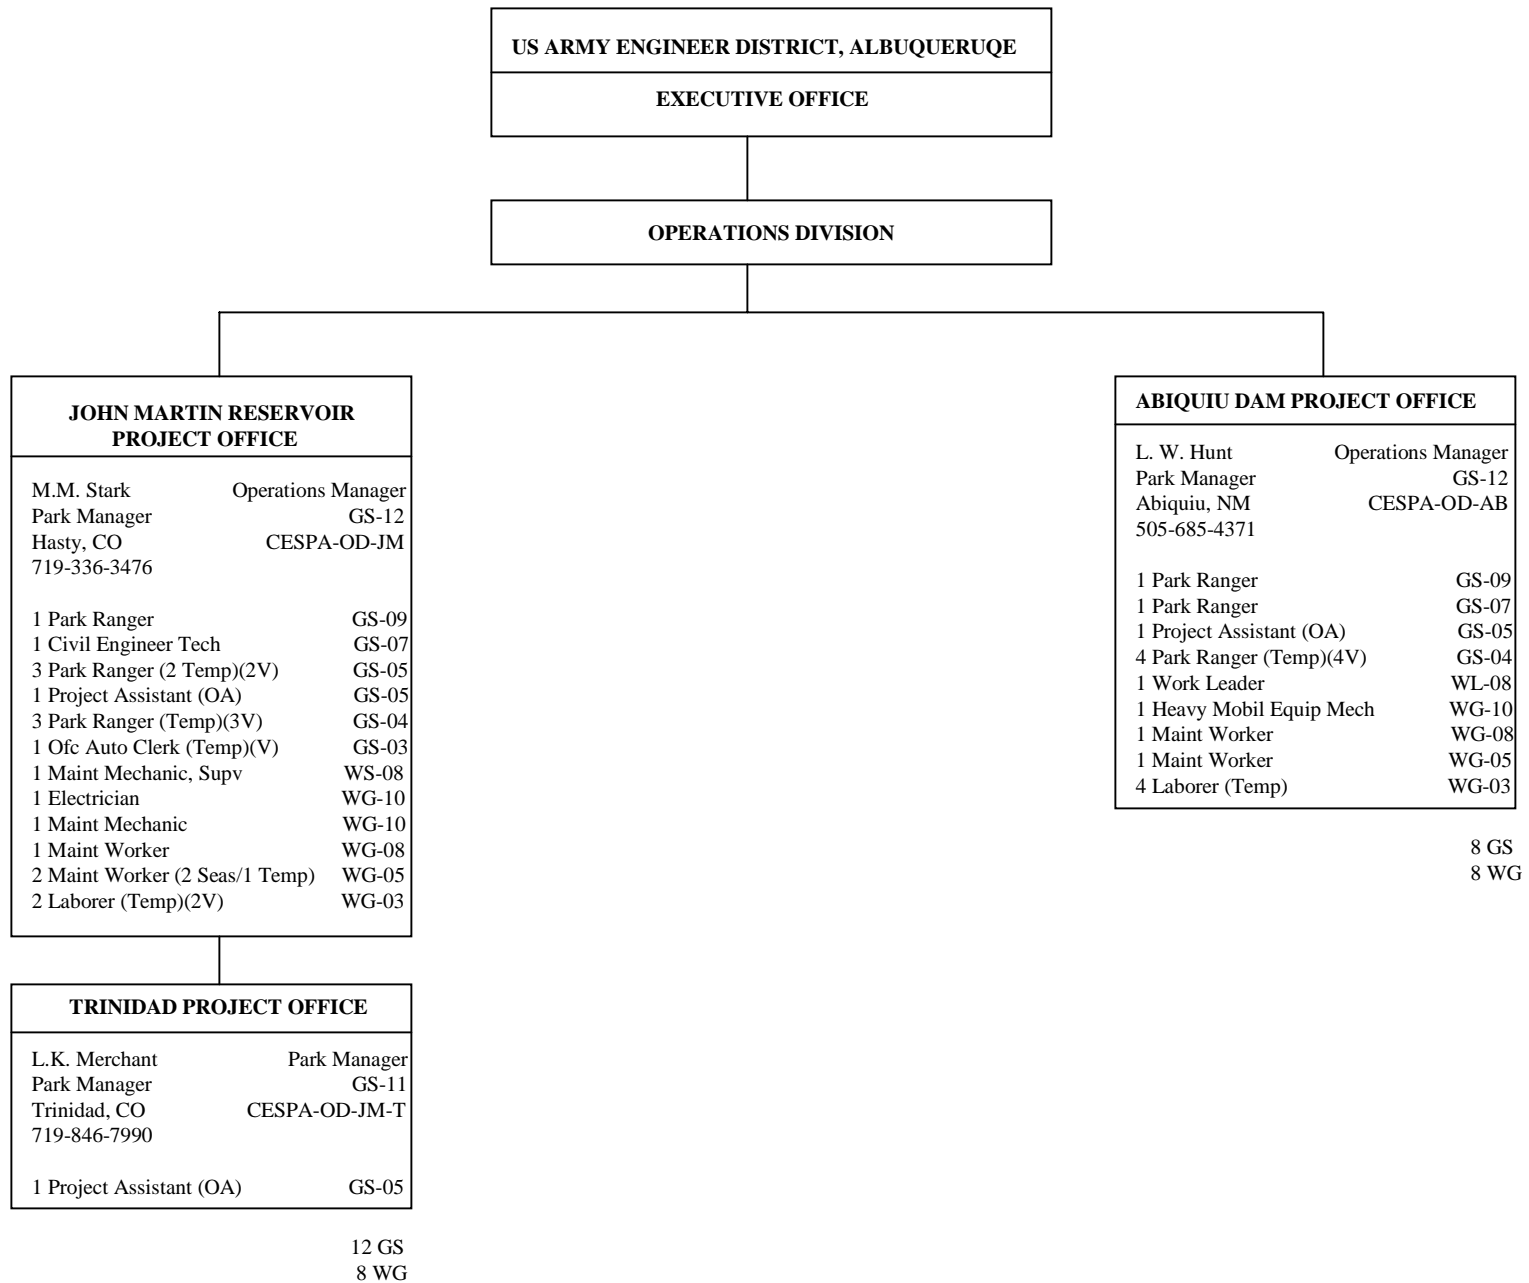 US ARMY ENGINEER DISTRICT, ALBUQUERUQE
EXECUTIVE OFFICE
OPERATIONS DIVISION
JOHN MARTIN RESERVOIR
PROJECT OFFICE
M.M. Stark Operations Manager
Park Manager GS-12
Hasty, CO CESPA-OD-JM
719-336-3476
1 Park Ranger GS-09
1 Civil Engineer Tech GS-07
3 Park Ranger (2 Temp)(2V) GS-05
1 Project Assistant (OA) GS-05
3 Park Ranger (Temp)(3V) GS-04
1 Ofc Auto Clerk (Temp)(V) GS-03
1 Maint Mechanic, Supv WS-08
1 Electrician WG-10
1 Maint Mechanic WG-10
1 Maint Worker WG-08
2 Maint Worker (2 Seas/1 Temp) WG-05
2 Laborer (Temp)(2V) WG-03
TRINIDAD PROJECT OFFICE
L.K. Merchant Park Manager
Park Manager GS-11
Trinidad, CO CESPA-OD-JM-T
719-846-7990
1 Project Assistant (OA) GS-05
12 GS
8 WG
ABIQUIU DAM PROJECT OFFICE
L. W. Hunt Operations Manager
Park Manager GS-12
Abiquiu, NM CESPA-OD-AB
505-685-4371
1 Park Ranger GS-09
1 Park Ranger GS-07
1 Project Assistant (OA) GS-05
4 Park Ranger (Temp)(4V) GS-04
1 Work Leader WL-08
1 Heavy Mobil Equip Mech WG-10
1 Maint Worker WG-08
1 Maint Worker WG-05
4 Laborer (Temp) WG-03
8 GS
8 WG